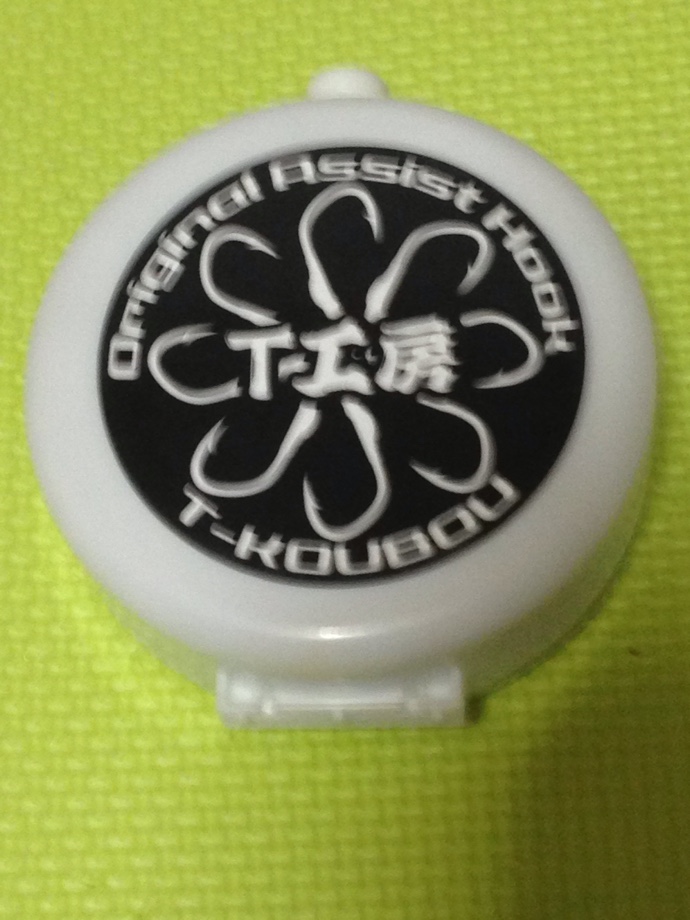 Original Assist Hook
T-工房
T-KOUBOU